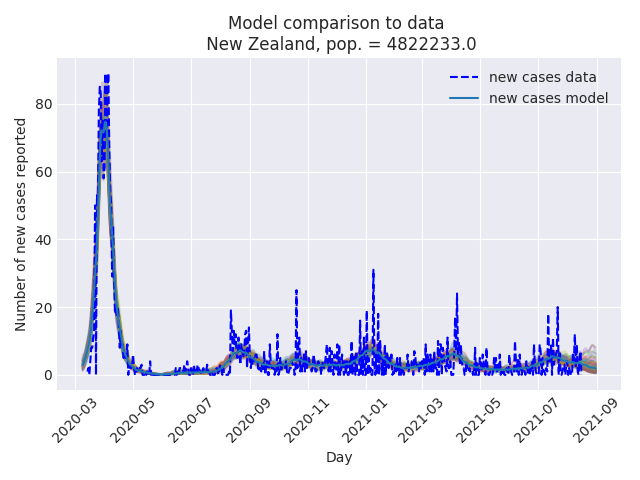 Model comparison to data
New Zealand, pop. = 4822233.0
new cases data
new cases model
Number of new cases reported
80
60
40
20
0
2020-03
2020-05
2020-07
2020-09
2020-11
2021-01
2021-03
2021-05
2021-07
2021-09
Day